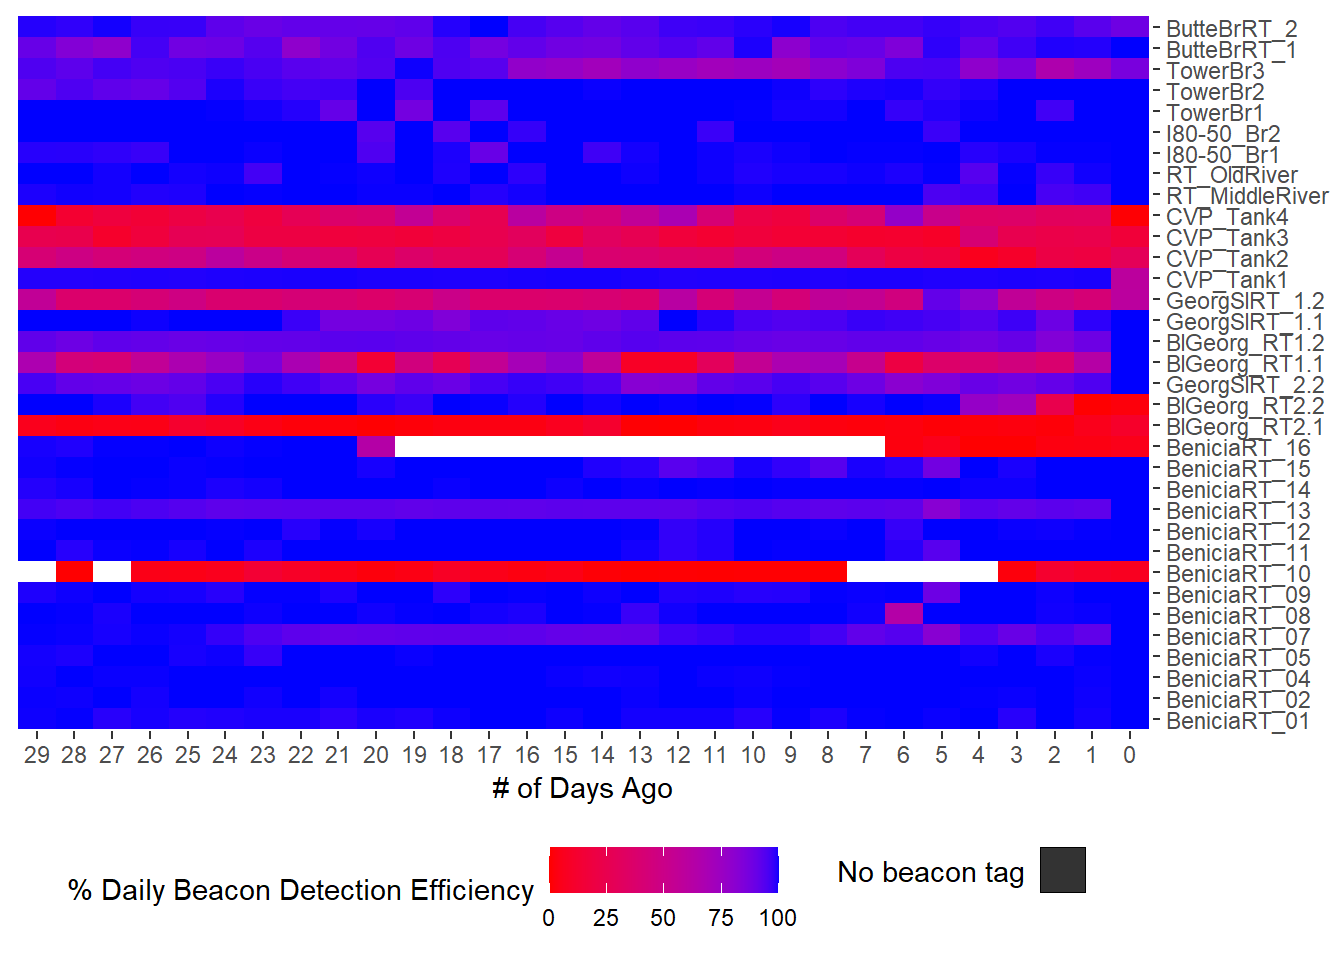 ButteBrRT_2
ButteBrRT_1
TowerBr3
TowerBr2
TowerBr1
I80-50_Br2
I80-50_Br1
RT_OldRiver
RT_MiddleRiver
CVP_Tank4
CVP_Tank3
CVP_Tank2
CVP_Tank1
GeorgSlRT_1.2
GeorgSlRT_1.1
BlGeorg_RT1.2
BlGeorg_RT1.1
GeorgSlRT_2.2
BlGeorg_RT2.2
BlGeorg_RT2.1
BeniciaRT_16
BeniciaRT_15
BeniciaRT_14
BeniciaRT_13
BeniciaRT_12
BeniciaRT_11
BeniciaRT_10
BeniciaRT_09
BeniciaRT_08
BeniciaRT_07
BeniciaRT_05
BeniciaRT_04
BeniciaRT_02
BeniciaRT_01
29 28 27 26 25 24 23 22 21 20 19 18 17 16 15 14 13 12 11 10 9 8 7 6 5 4 3 2 1 0
# of Days Ago
% Daily Beacon Detection Efficiency
0 25 50 75 100
No beacon tag